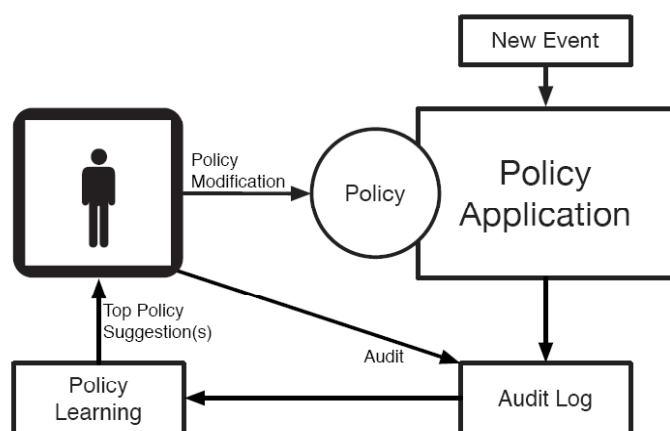 New Event
Policy
Modification
Policy
Policy
Application
Top Policy
Suggestion(s)
Audit
Policy
Learning
Audit Log